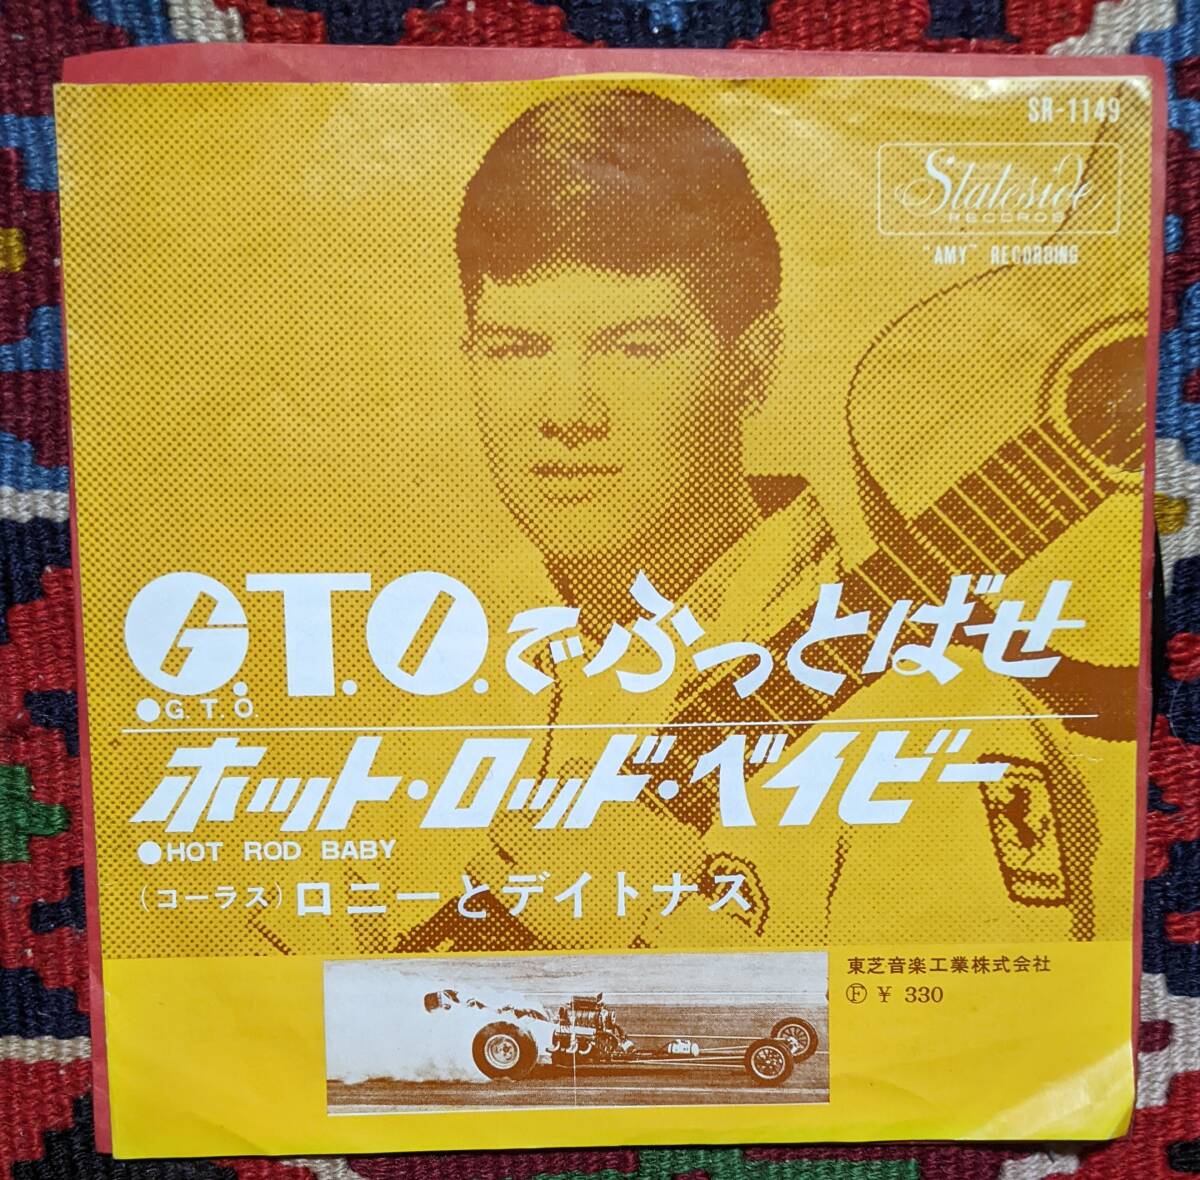 SR-1149
Stateside
RECORDS
"AMY" RECORDING
G.T.O.でぶっとばせ
●G.T.O.
ホット・ロッド・ベイビー
●HOT ROD BABY
(コーラス)ロニーとデイトナス
東芝音楽工業株式会社
Ⓕ ¥ 330